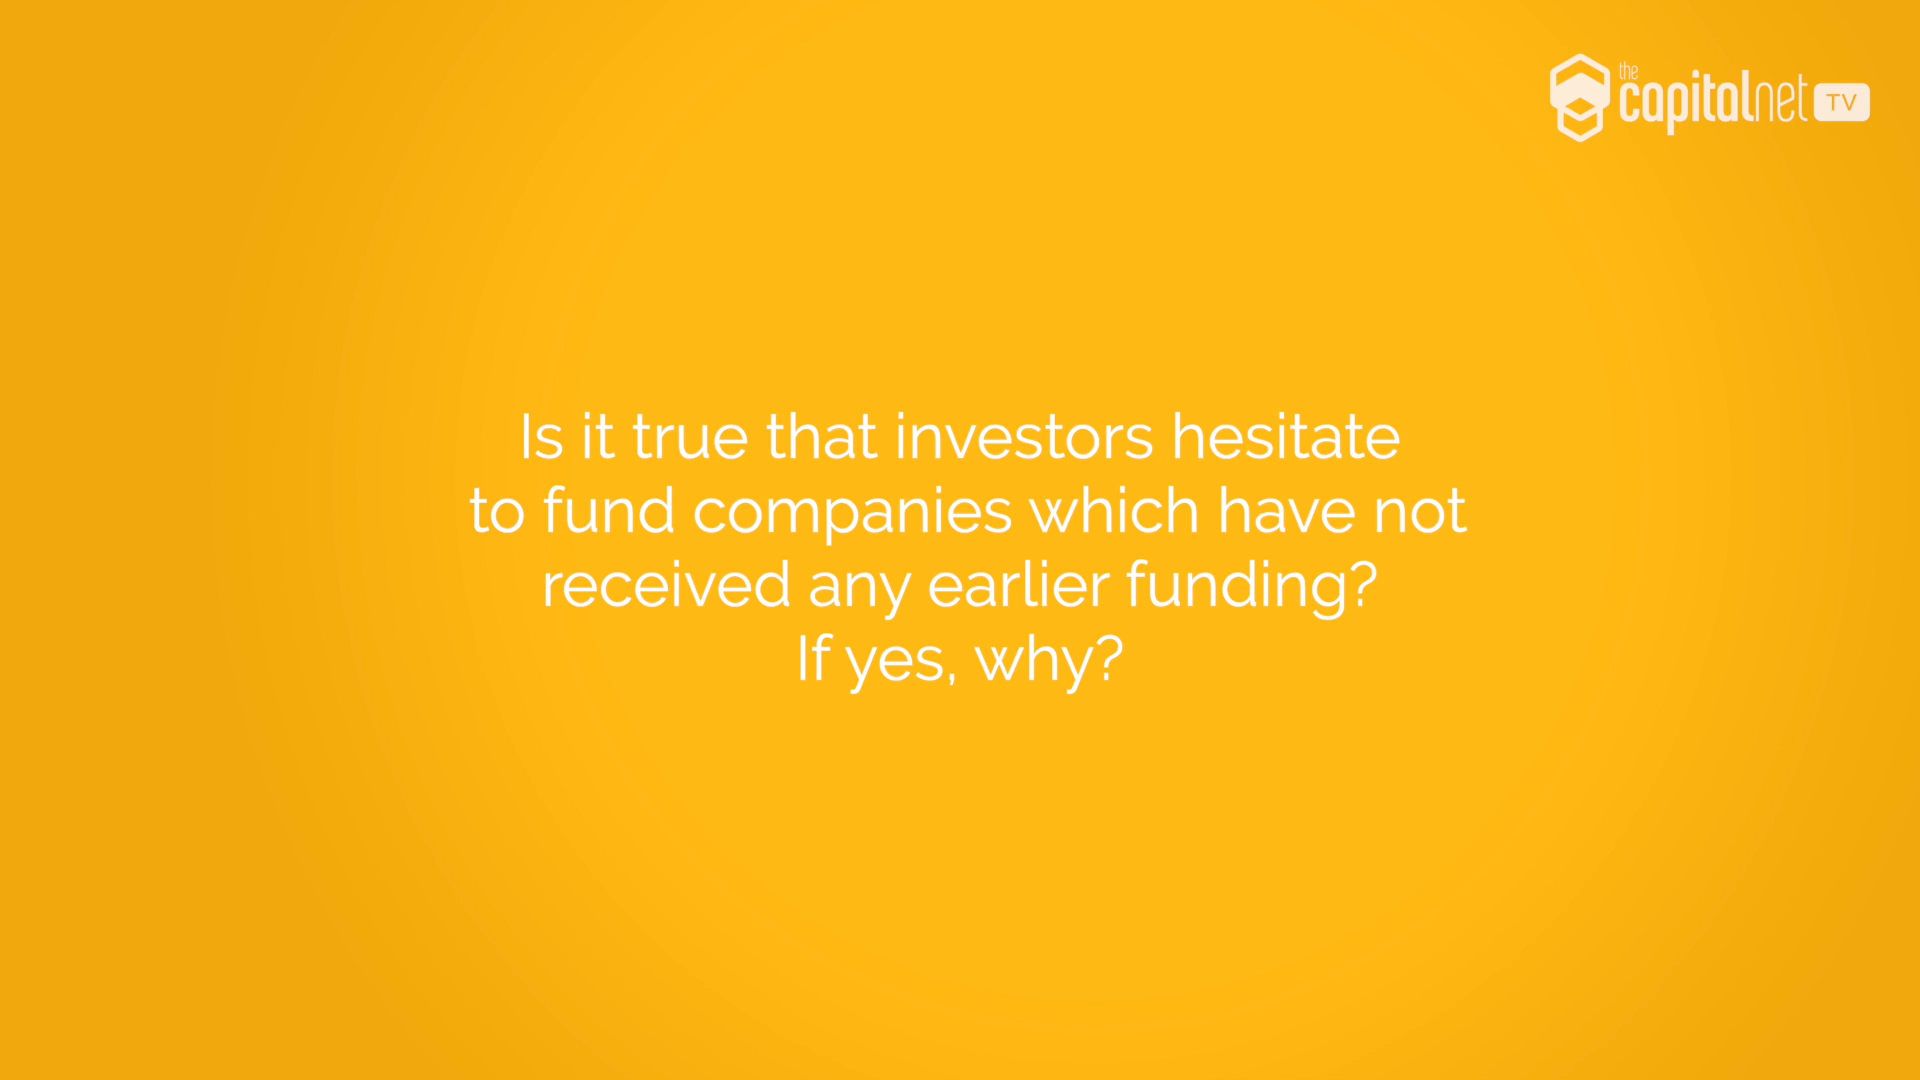 the
capitalnet TV
Is it true that investors hesitate
to fund companies which have not
received any earlier funding?
If yes, why?